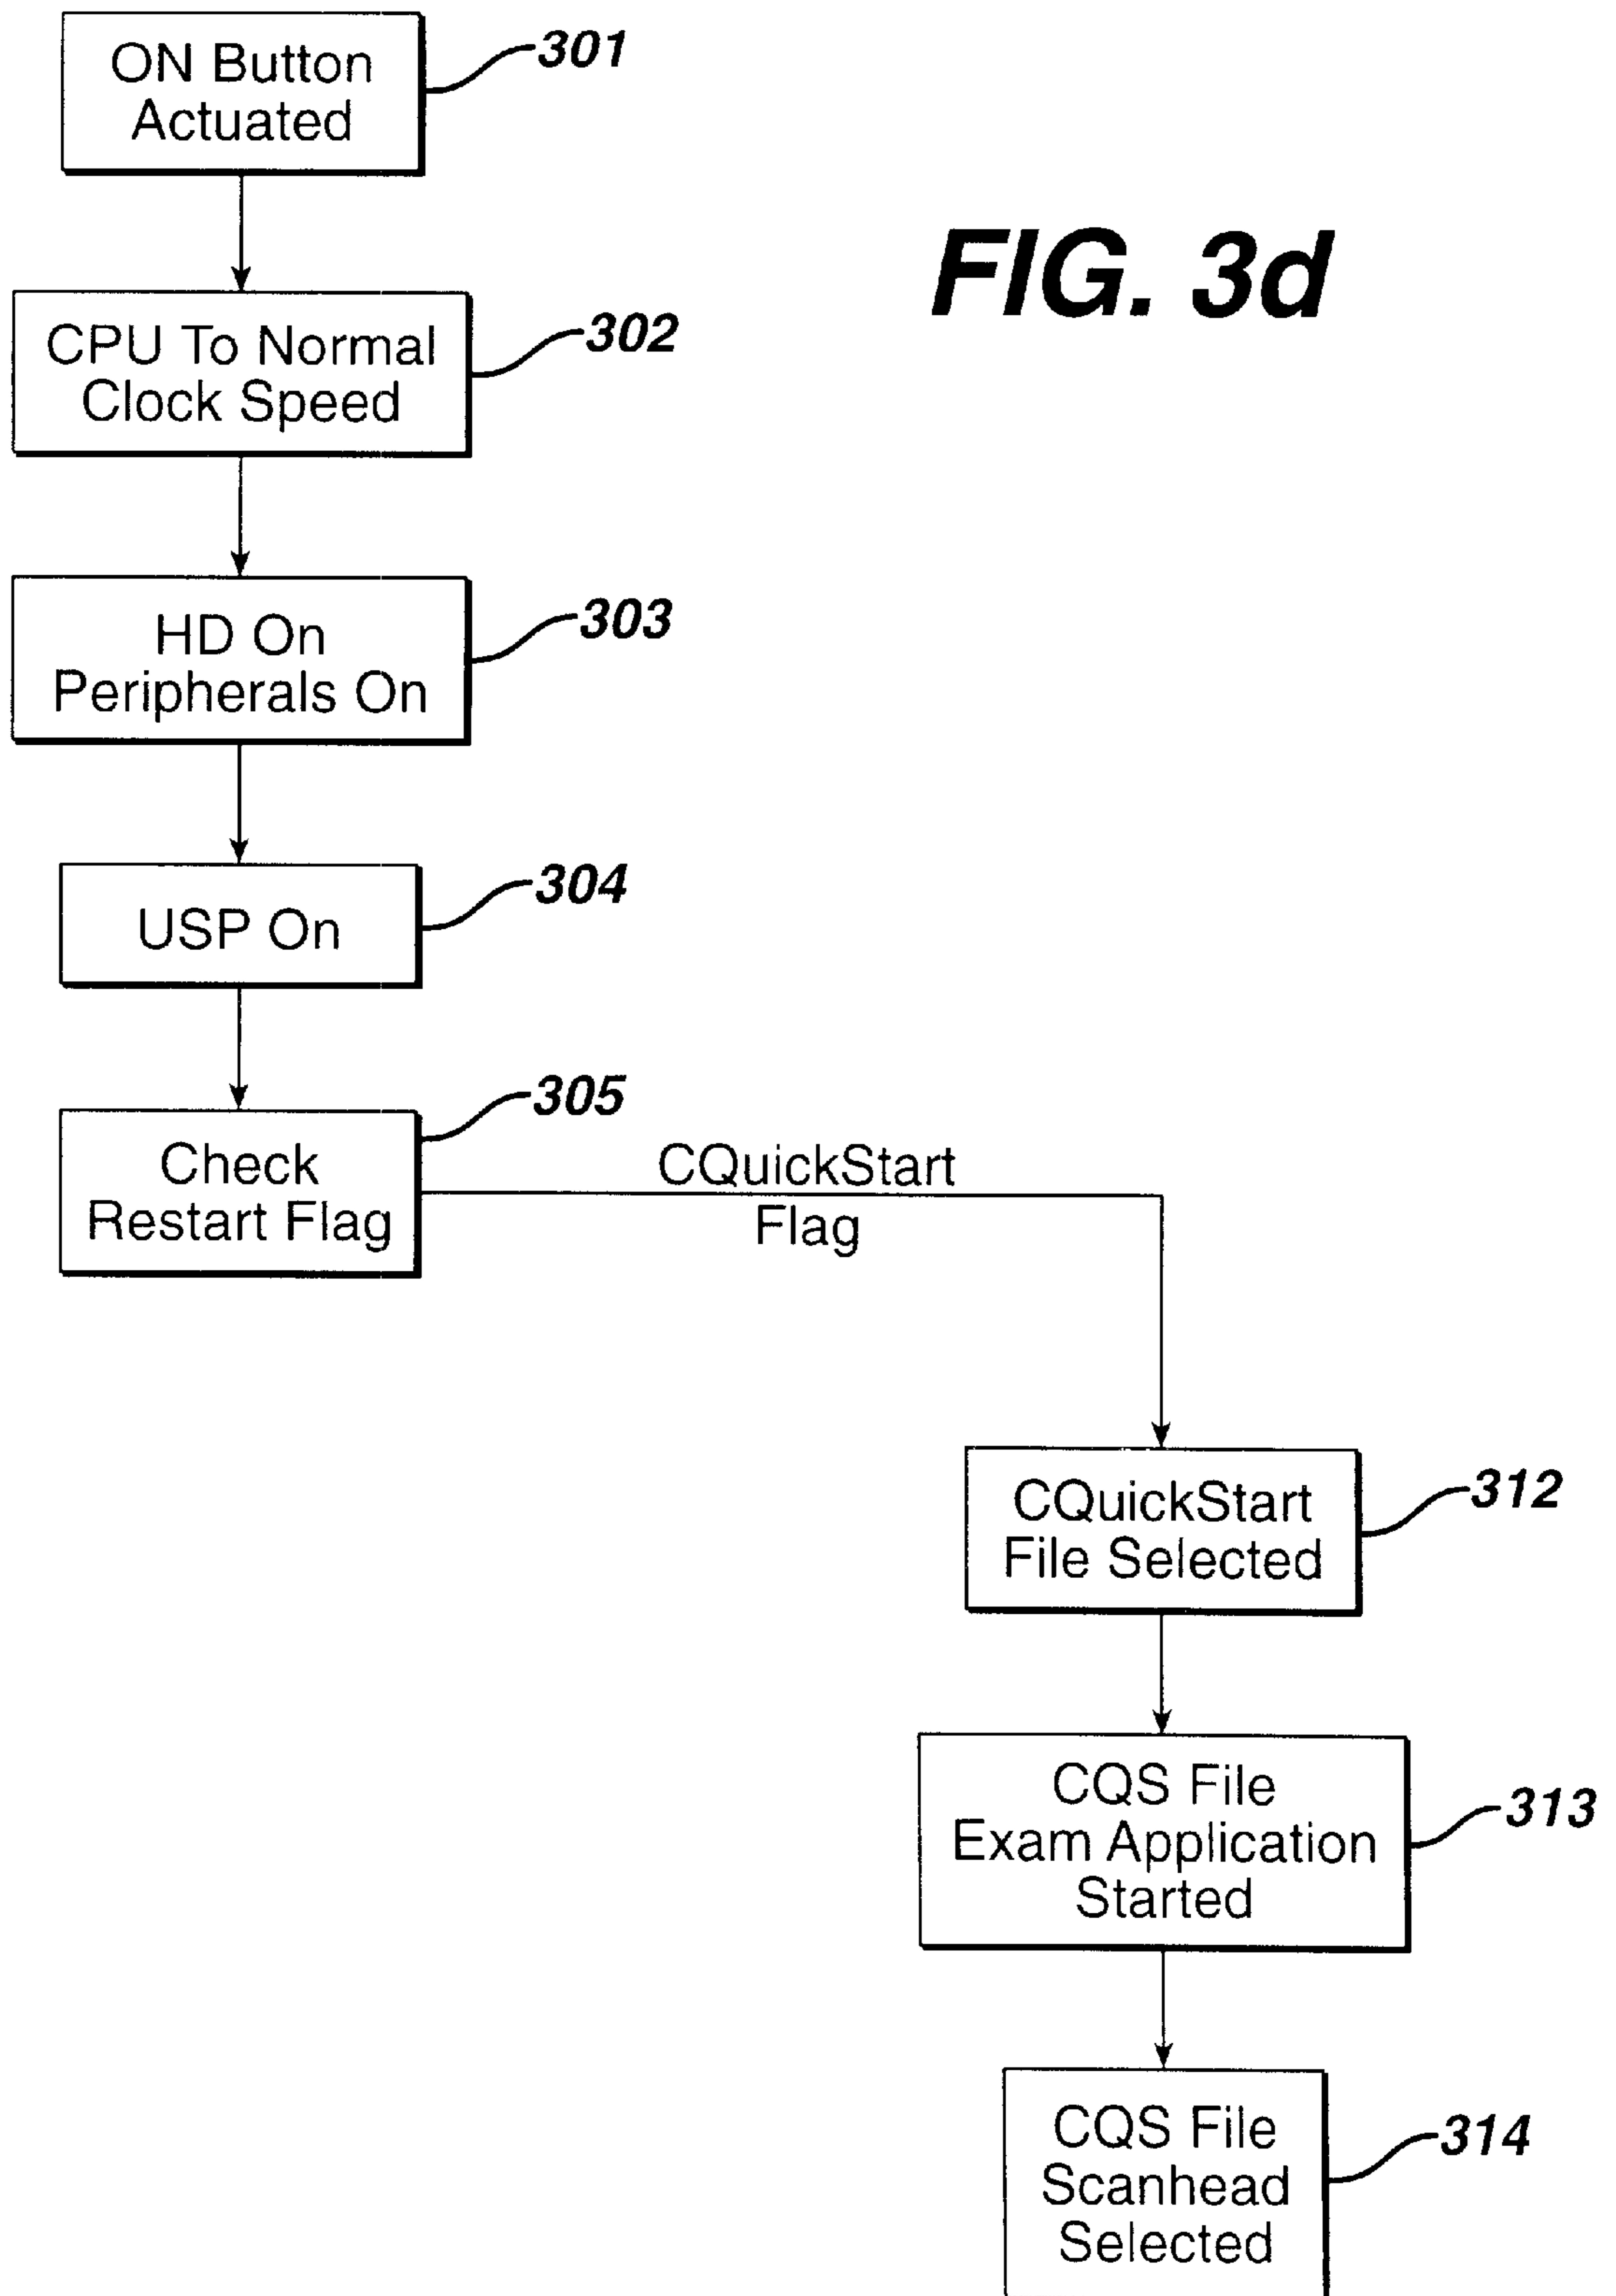 ON Button
Actuated
301
FIG. 3d
CPU To Normal
Clock Speed
302
HD On
Peripherals On
303
USP On
304
Check
Restart Flag
305
CQuickStart
Flag
CQuickStart
File Selected
312
CQS File
Exam Application
Started
313
CQS File
Scanhead
Selected
314